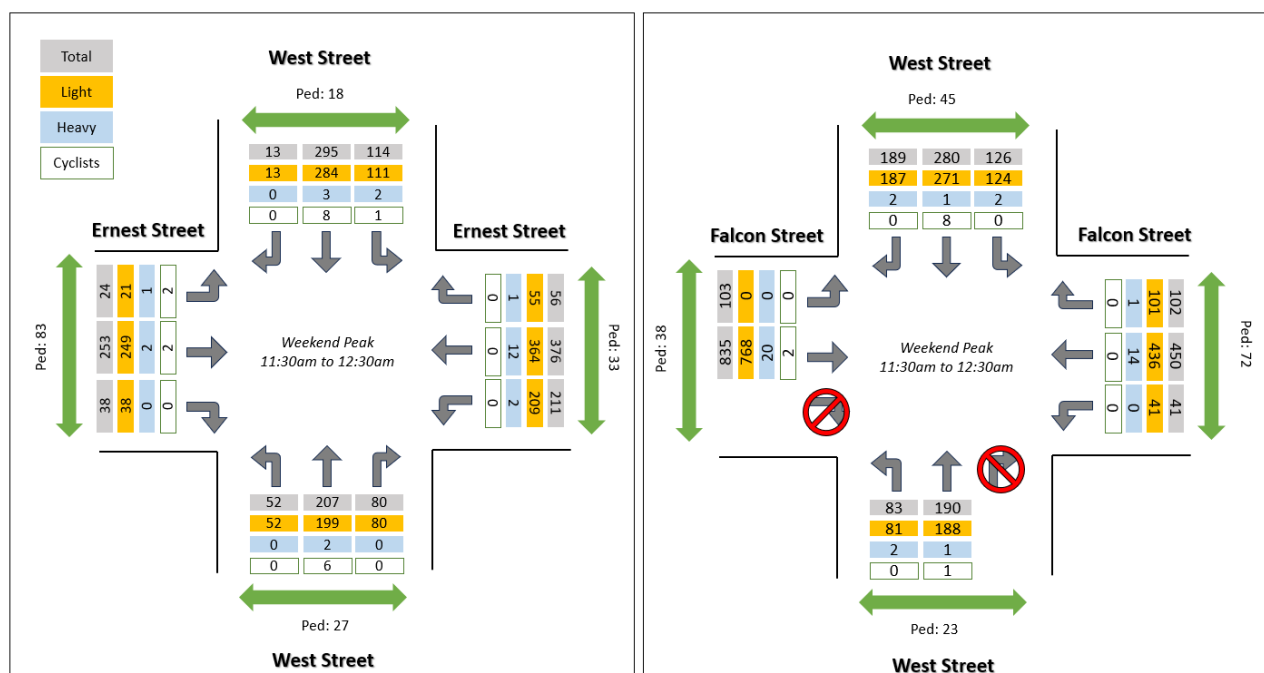 Total
Light
Heavy
Cyclists
West Street
Ped: 18
13 295 114
13 284 111
0 3 2
0 8 1
Ernest Street
Ernest Street
Ped: 83
24 21 1 2
253 249 2 2
38 38 0 0
Weekend Peak
11:30am to 12:30am
0 1 55 56
0 12 364 376
0 2 209 211
Ped: 33
52 207 80
52 199 80
0 2 0
0 6 0
Ped: 27
West Street
West Street
Ped: 45
189 280 126
187 271 124
2 1 2
0 8 0
Falcon Street
Falcon Street
Ped: 38
103 0 0 0
835 768 20 2
Weekend Peak
11:30am to 12:30am
0 1 101 102
0 14 436 450
0 0 41 41
Ped: 72
83 190
81 188
2 1
0 1
Ped: 23
West Street